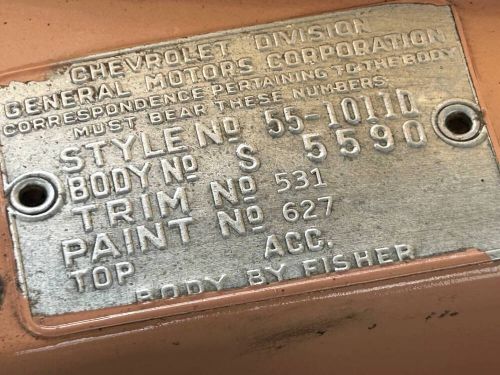 CHEVROLET DIVISION
GENERAL MOTORS CORPORATION
CORRESPONDENCE PERTAINING TO THE BODY
MUST BEAR THESE NUMBERS
STYLE No 55-1011D
BODY No S 5590
TRIM No 531
PAINT No 627
TOP ACC.
BODY BY FISHER